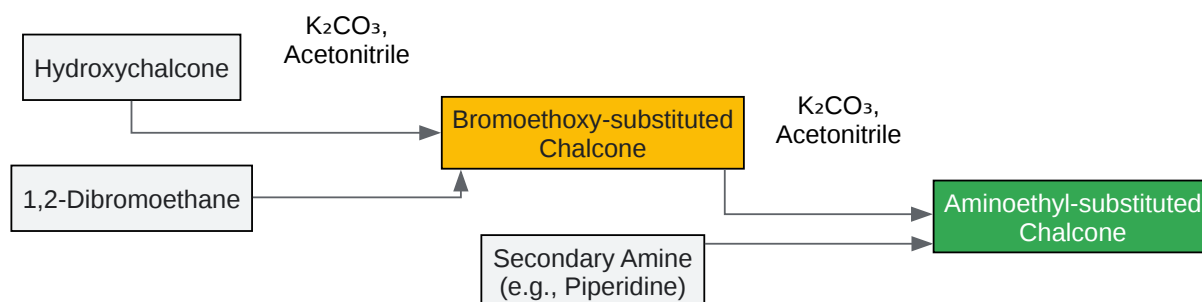 K₂CO₃,
Acetonitrile
Hydroxychalcone
Bromoethoxy-substituted
Chalcone
K₂CO₃,
Acetonitrile
1,2-Dibromoethane
Aminoethyl-substituted
Chalcone
Secondary Amine
(e.g., Piperidine)